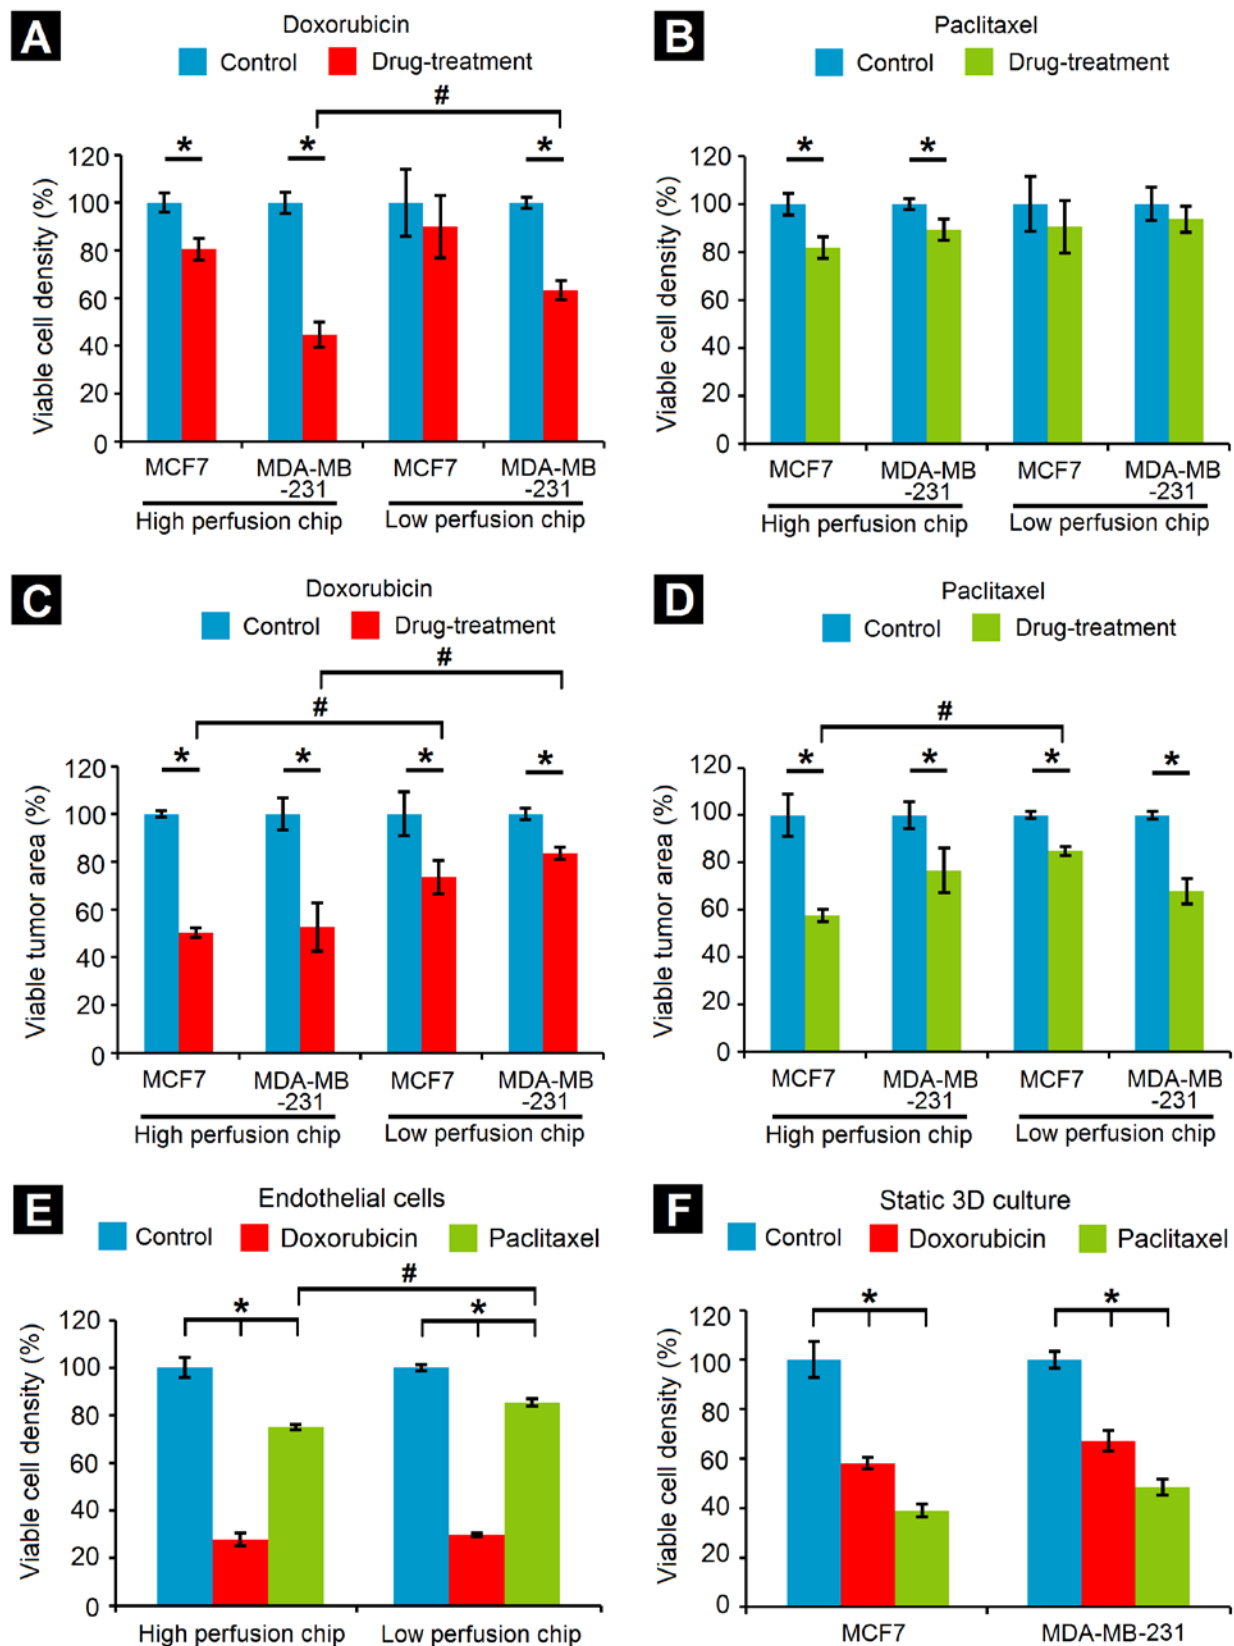 A
Doxorubicin
Control Drug-treatment
#
* * *
Viable cell density (%)
120
100
80
60
40
20
0
MCF7 MDA-MB-231 MCF7 MDA-MB-231
High perfusion chip Low perfusion chip
B
Paclitaxel
Control Drug-treatment
* *
Viable cell density (%)
120
100
80
60
40
20
0
MCF7 MDA-MB-231 MCF7 MDA-MB-231
High perfusion chip Low perfusion chip
C
Doxorubicin
Control Drug-treatment
#
#
* * * *
Viable tumor area (%)
120
100
80
60
40
20
0
MCF7 MDA-MB-231 MCF7 MDA-MB-231
High perfusion chip Low perfusion chip
D
Paclitaxel
Control Drug-treatment
#
* * * *
Viable tumor area (%)
120
100
80
60
40
20
0
MCF7 MDA-MB-231 MCF7 MDA-MB-231
High perfusion chip Low perfusion chip
E
Endothelial cells
Control Doxorubicin Paclitaxel
#
* *
Viable cell density (%)
120
100
80
60
40
20
0
High perfusion chip Low perfusion chip
F
Static 3D culture
Control Doxorubicin Paclitaxel
* *
Viable cell density (%)
120
100
80
60
40
20
0
MCF7 MDA-MB-231